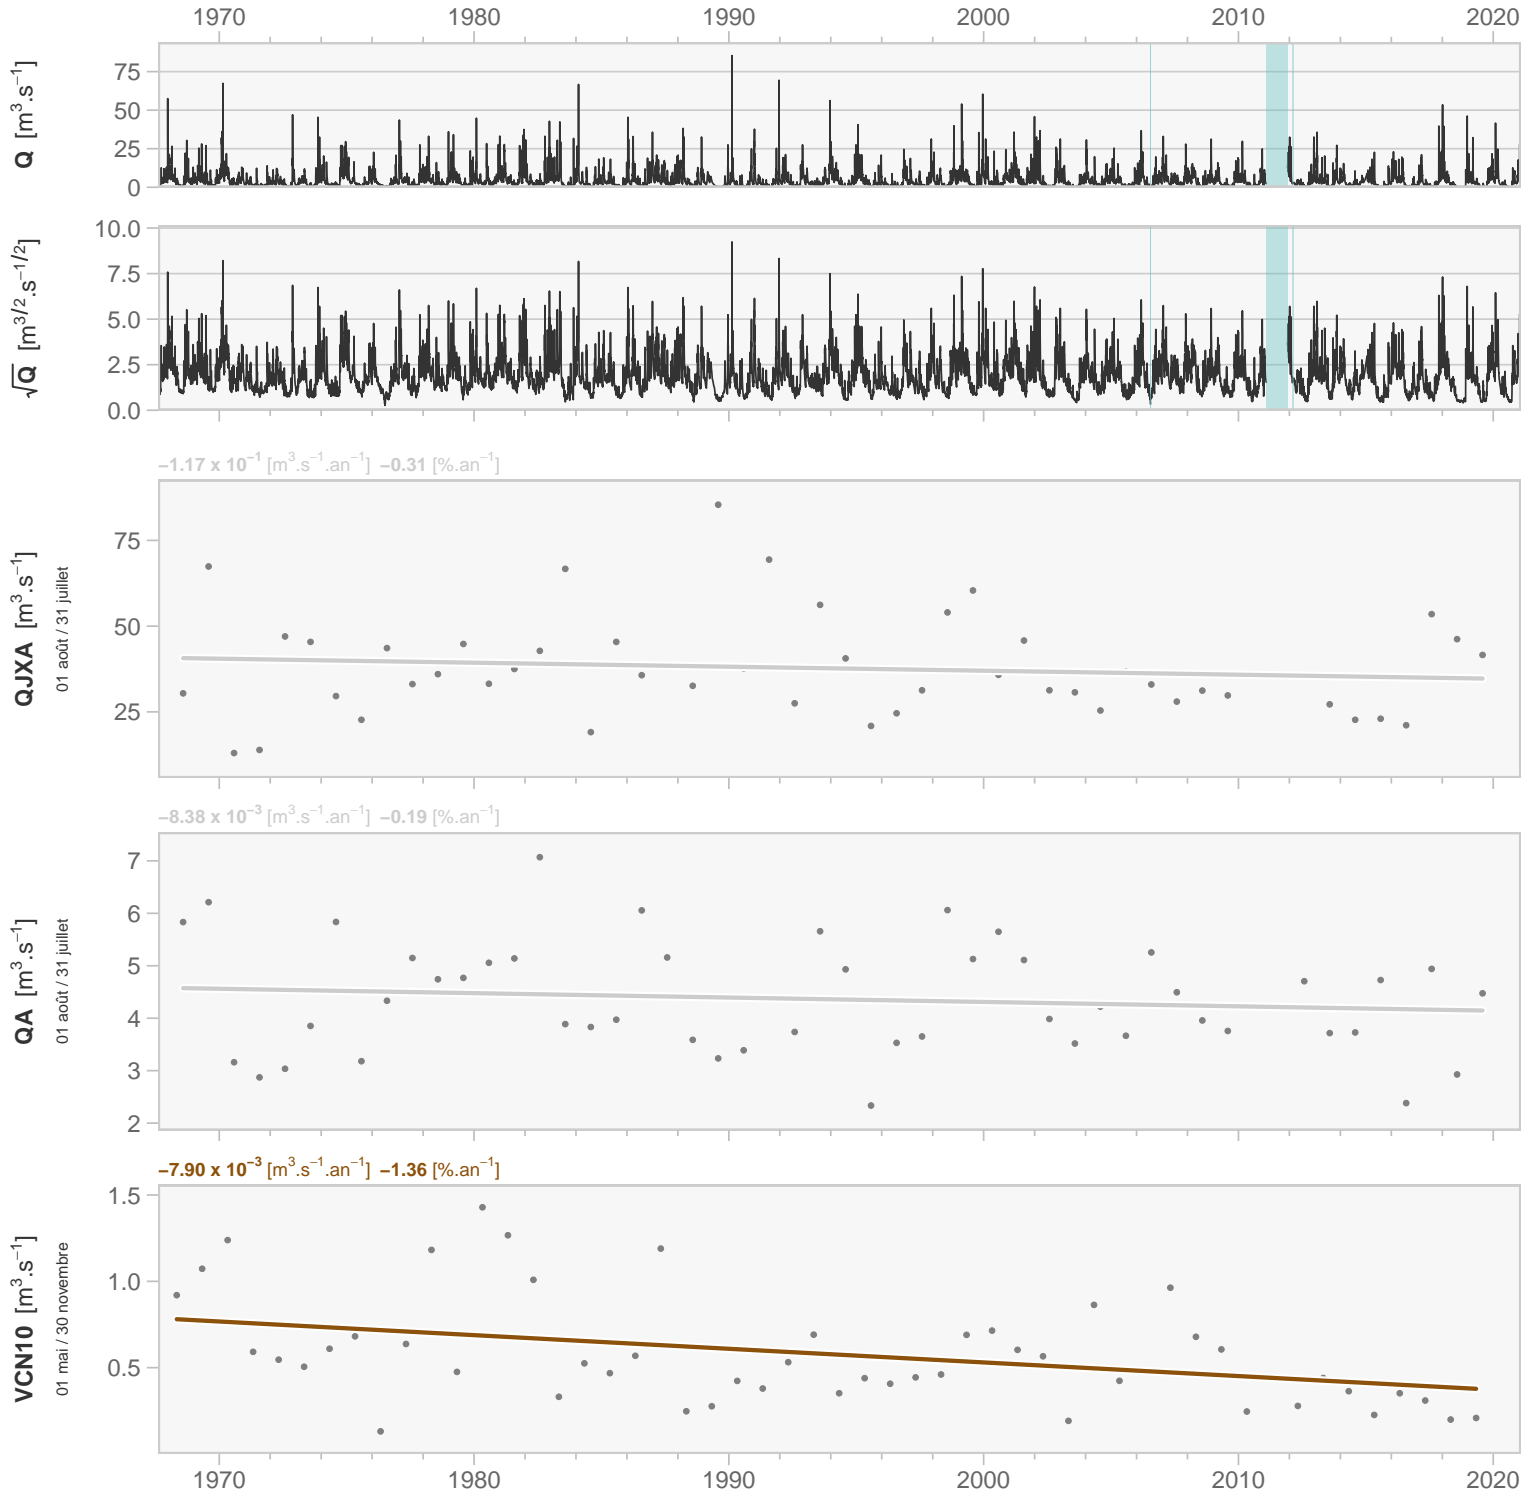 1970 1980 1990 2000 2010 2020
Q [m³.s⁻¹]
75
50
25
0
√Q [m³ᐟ².s⁻¹ᐟ²]
10.0
7.5
5.0
2.5
0.0
−1.17 x 10⁻¹ [m³.s⁻¹.an⁻¹] −0.31 [%.an⁻¹]
QJXA [m³.s⁻¹]
01 août / 31 juillet
75
50
25
−8.38 x 10⁻³ [m³.s⁻¹.an⁻¹] −0.19 [%.an⁻¹]
QA [m³.s⁻¹]
01 août / 31 juillet
7
6
5
4
3
2
−7.90 x 10⁻³ [m³.s⁻¹.an⁻¹] −1.36 [%.an⁻¹]
VCN10 [m³.s⁻¹]
01 mai / 30 novembre
1.5
1.0
0.5
1970 1980 1990 2000 2010 2020